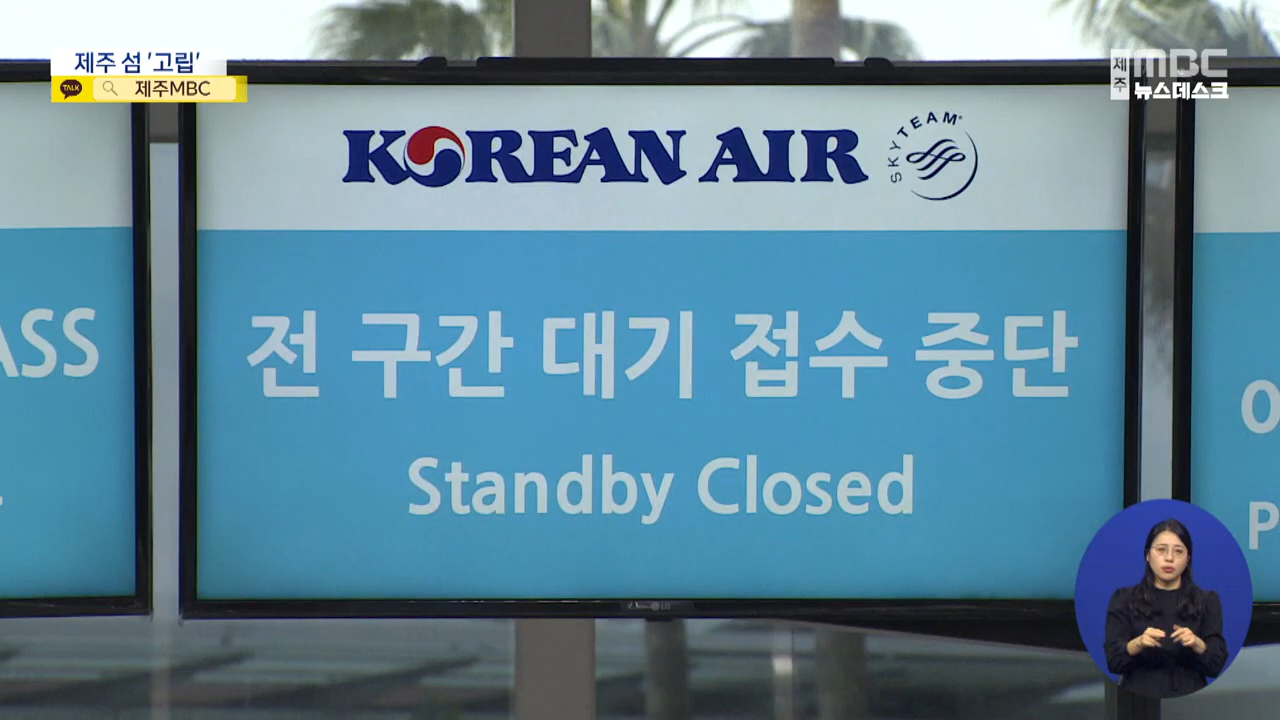 제주 섬 '고립'
TALK 제주MBC
제주 MBC
뉴스데스크
KOREAN AIR
SKYTEAM
ASS
전 구간 대기 접수 중단
Standby Closed
P
LG